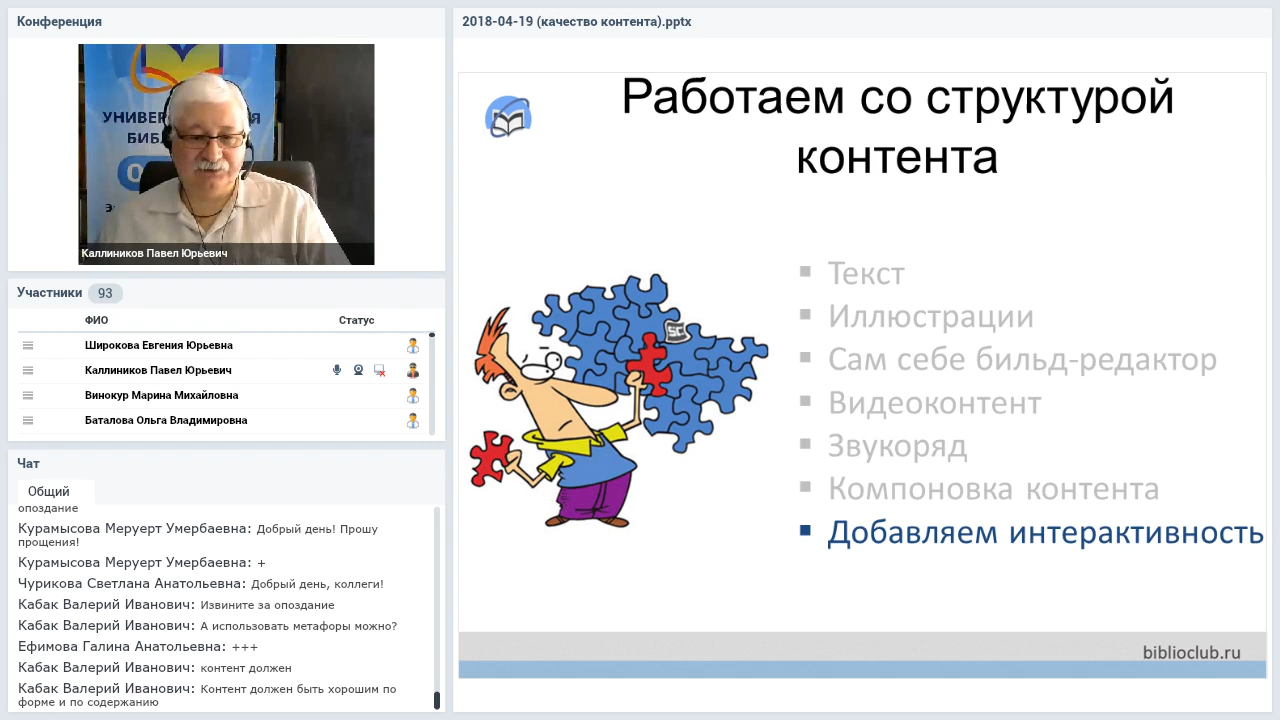 Конференция
Каллиников Павел Юрьевич
Участники 93
ФИО Статус
Широкова Евгения Юрьевна
Каллиников Павел Юрьевич
Винокур Марина Михайловна
Баталова Ольга Владимировна
Чат
Общий
опоздание
Курамысова Меруерт Умербаевна: Добрый день! Прошу
прощения!
Курамысова Меруерт Умербаевна: +
Чурикова Светлана Анатольевна: Добрый день, коллеги!
Кабак Валерий Иванович: Извините за опоздание
Кабак Валерий Иванович: А использовать метафоры можно?
Ефимова Галина Анатольевна: +++
Кабак Валерий Иванович: контент должен
Кабак Валерий Иванович: Контент должен быть хорошим по
форме и по содержанию
2018-04-19 (качество контента).pptx
Работаем со структурой
контента
Текст
Иллюстрации
Сам себе бильд-редактор
Видеоконтент
Звукоряд
Компоновка контента
Добавляем интерактивность
biblioclub.ru